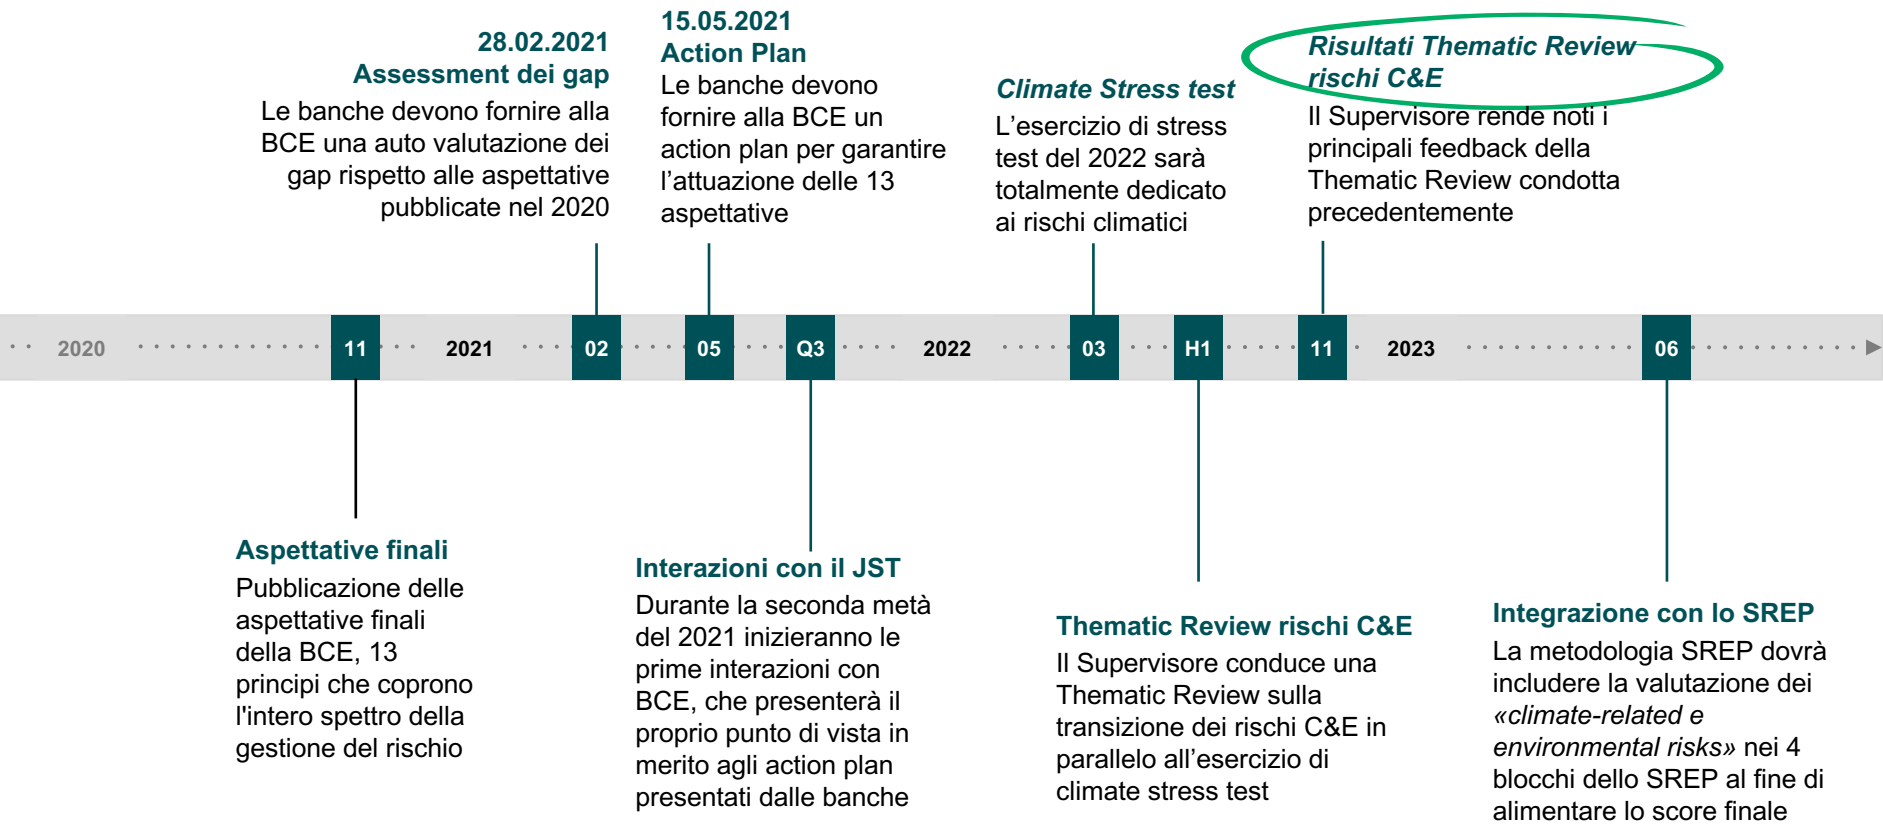 28.02.2021
Assessment dei gap
Le banche devono fornire alla
BCE una auto valutazione dei
gap rispetto alle aspettative
pubblicate nel 2020
15.05.2021
Action Plan
Le banche devono
fornire alla BCE un
action plan per garantire
l’attuazione delle 13
aspettative
Climate Stress test
L’esercizio di stress
test del 2022 sarà
totalmente dedicato
ai rischi climatici
Risultati Thematic Review
rischi C&E
Il Supervisore rende noti i
principali feedback della
Thematic Review condotta
precedentemente
2020 11 2021 02 05 Q3 2022 03 H1 11 2023 06
Aspettative finali
Pubblicazione delle
aspettative finali
della BCE, 13
principi che coprono
l'intero spettro della
gestione del rischio
Interazioni con il JST
Durante la seconda metà
del 2021 inizieranno le
prime interazioni con
BCE, che presenterà il
proprio punto di vista in
merito agli action plan
presentati dalle banche
Thematic Review rischi C&E
Il Supervisore conduce una
Thematic Review sulla
transizione dei rischi C&E in
parallelo all’esercizio di
climate stress test
Integrazione con lo SREP
La metodologia SREP dovrà
includere la valutazione dei
«climate-related e
environmental risks» nei 4
blocchi dello SREP al fine di
alimentare lo score finale